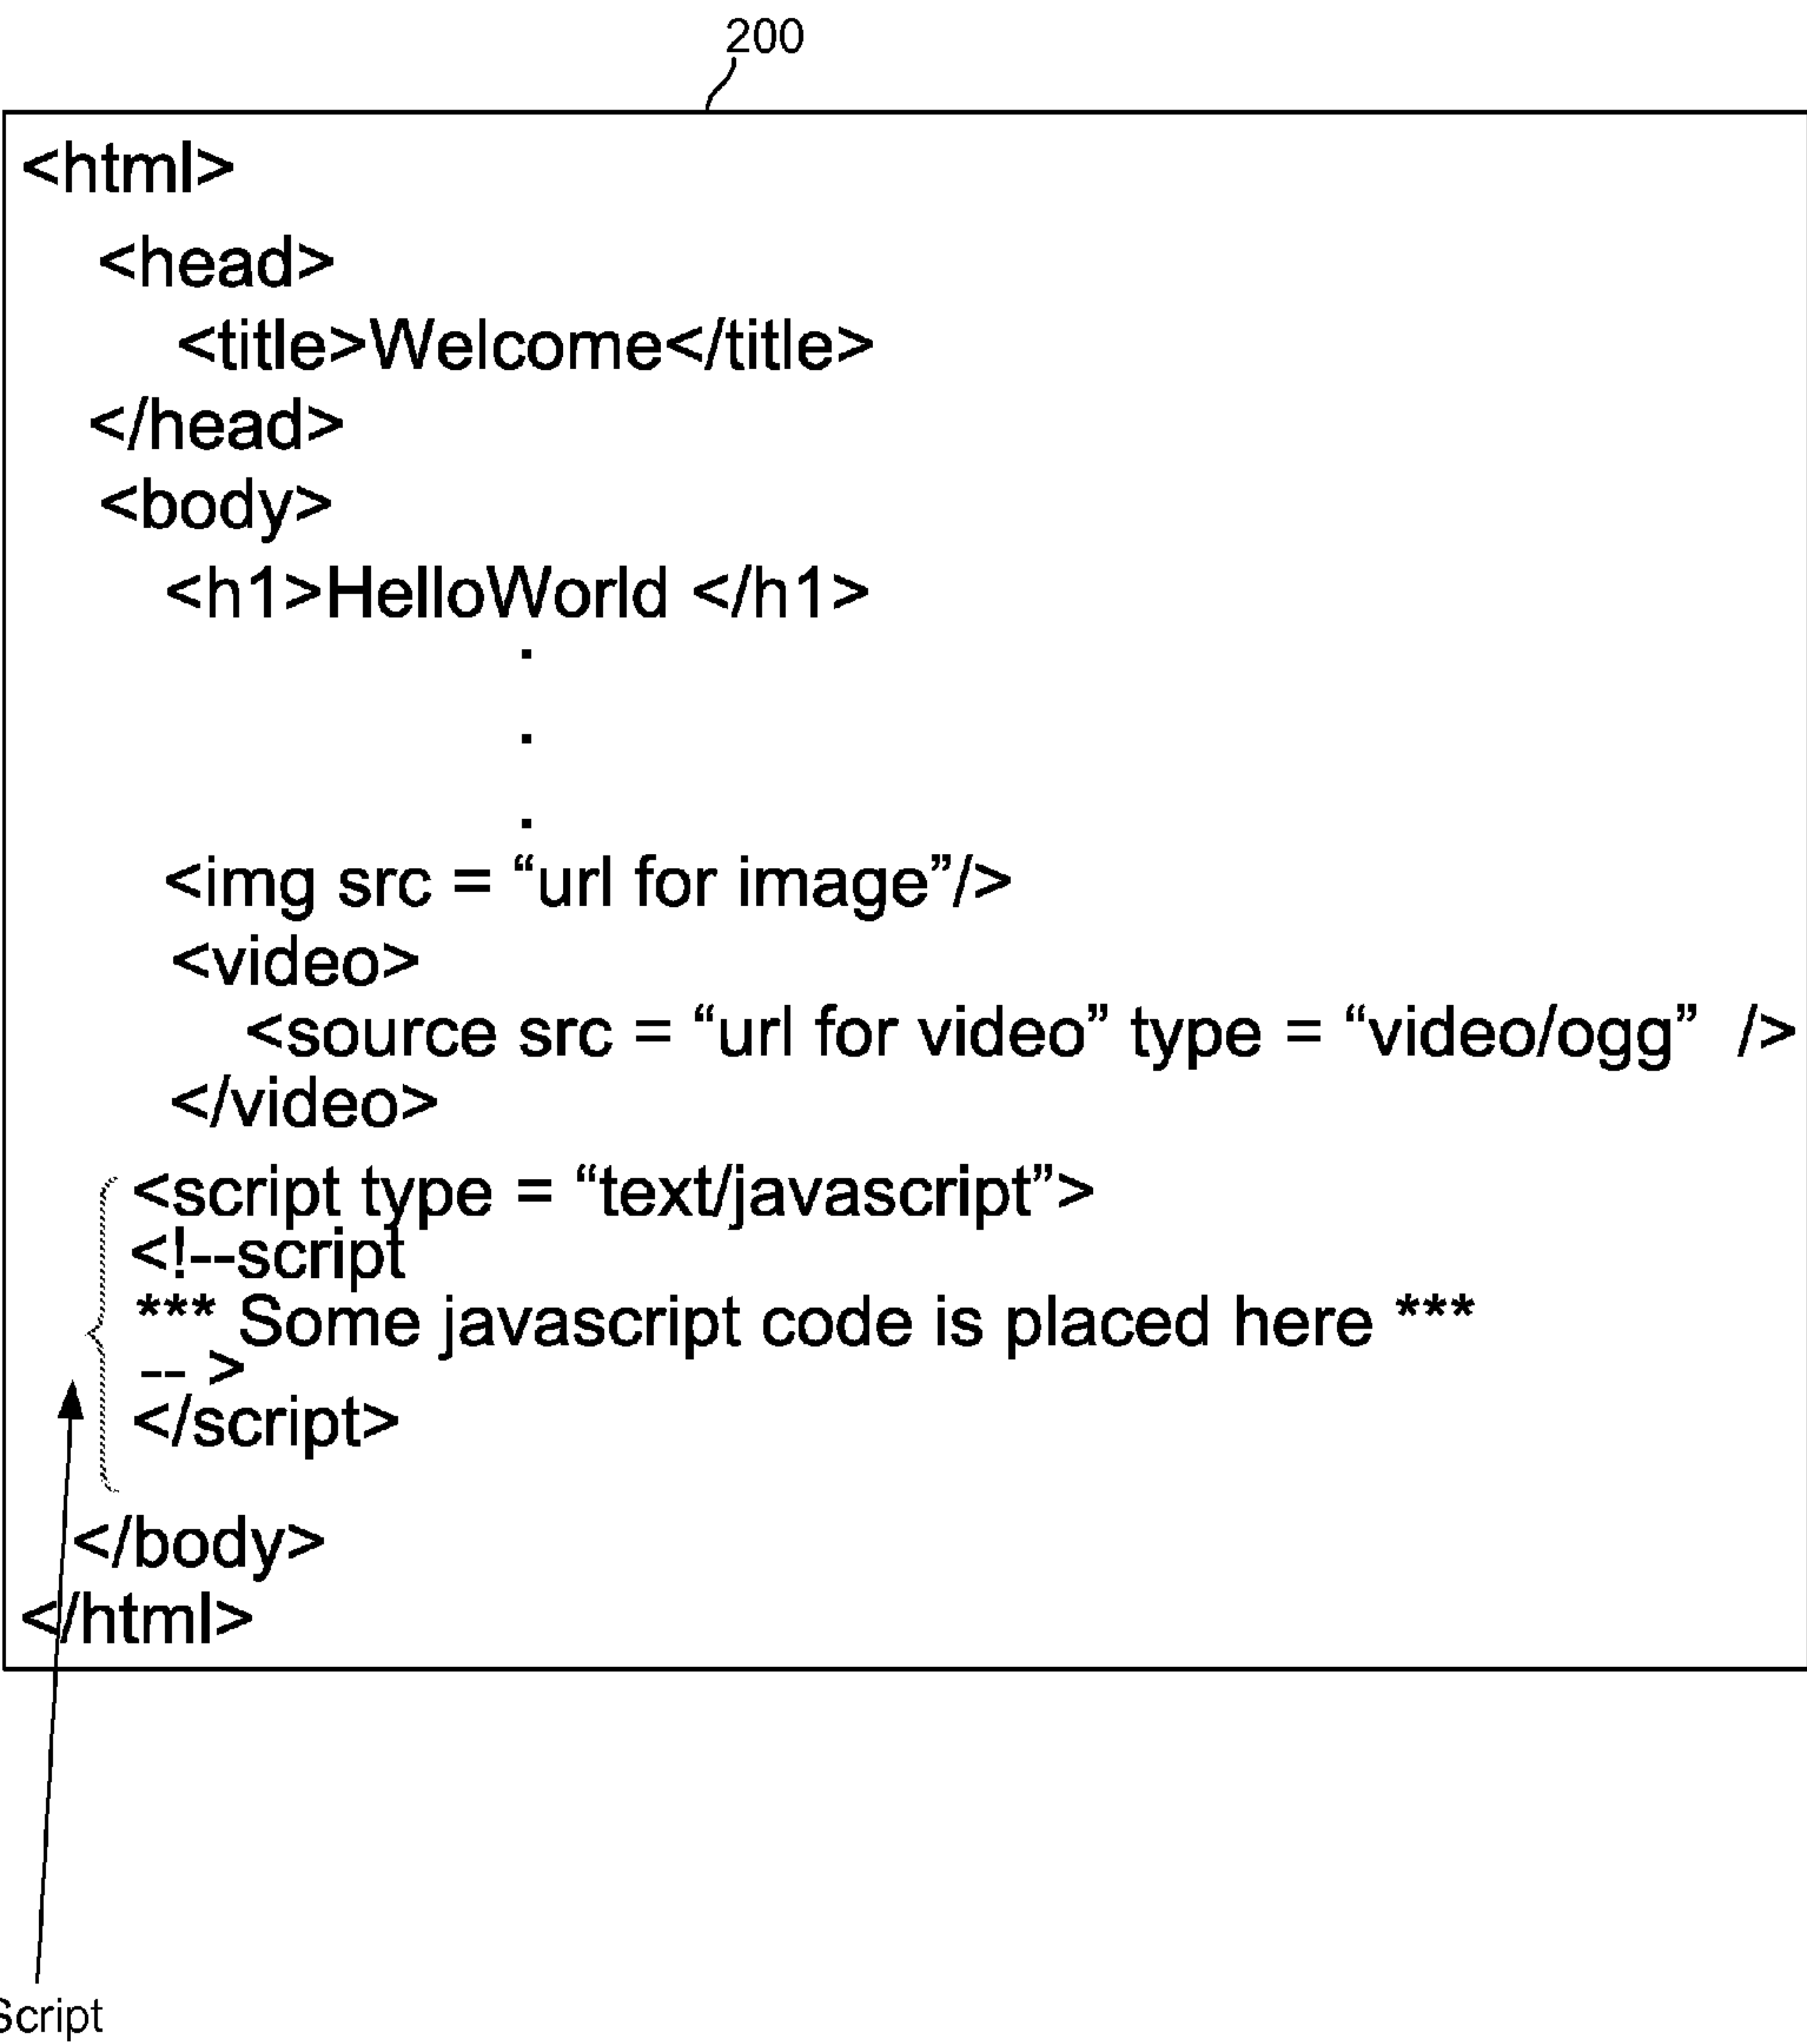 200
<html>
<head>
<title>Welcome</title>
</head>
<body>
<h1>HelloWorld </h1>
.
.
.
<img src = “url for image”/>
<video>
<source src = “url for video” type = “video/ogg” />
</video>
<script type = “text/javascript”>
<!--script
*** Some javascript code is placed here ***
-- >
</script>
</body>
</html>
Script